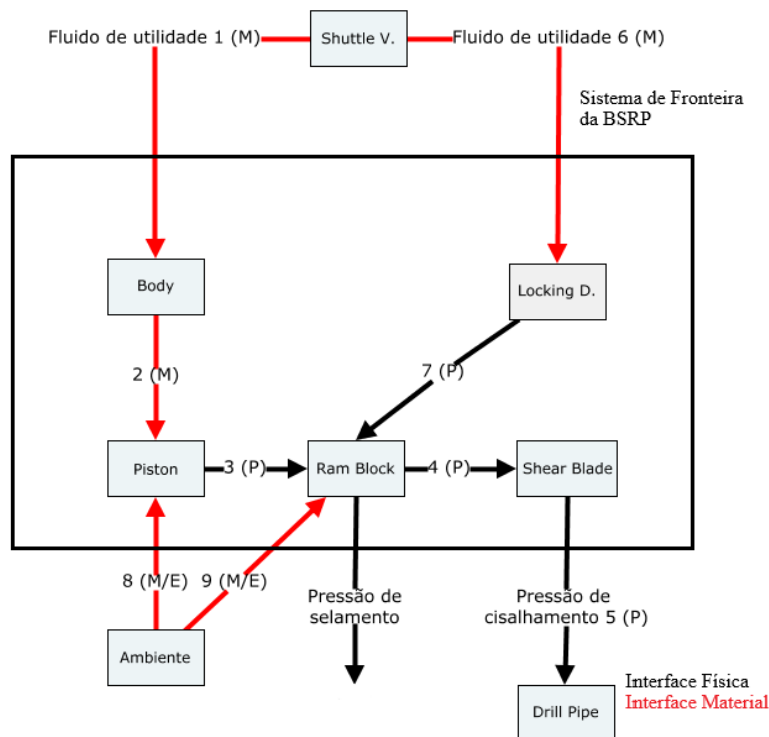 Fluido de utilidade 1 (M)
Shuttle V.
Fluido de utilidade 6 (M)
Sistema de Fronteira
da BSRP
Body
Locking D.
2 (M)
7 (P)
Piston
3 (P)
Ram Block
4 (P)
Shear Blade
8 (M/E)
9 (M/E)
Pressão de
selamento
Pressão de
cisalhamento 5 (P)
Ambiente
Interface Física
Interface Material
Drill Pipe